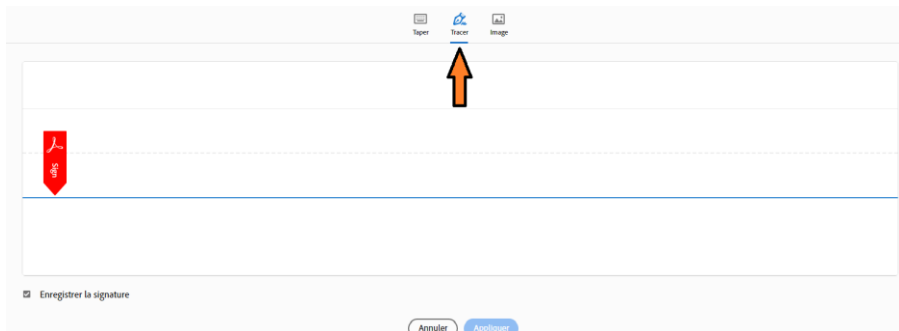 Taper Tracer Image
Sign
Enregistrer la signature
Annuler Appliquer